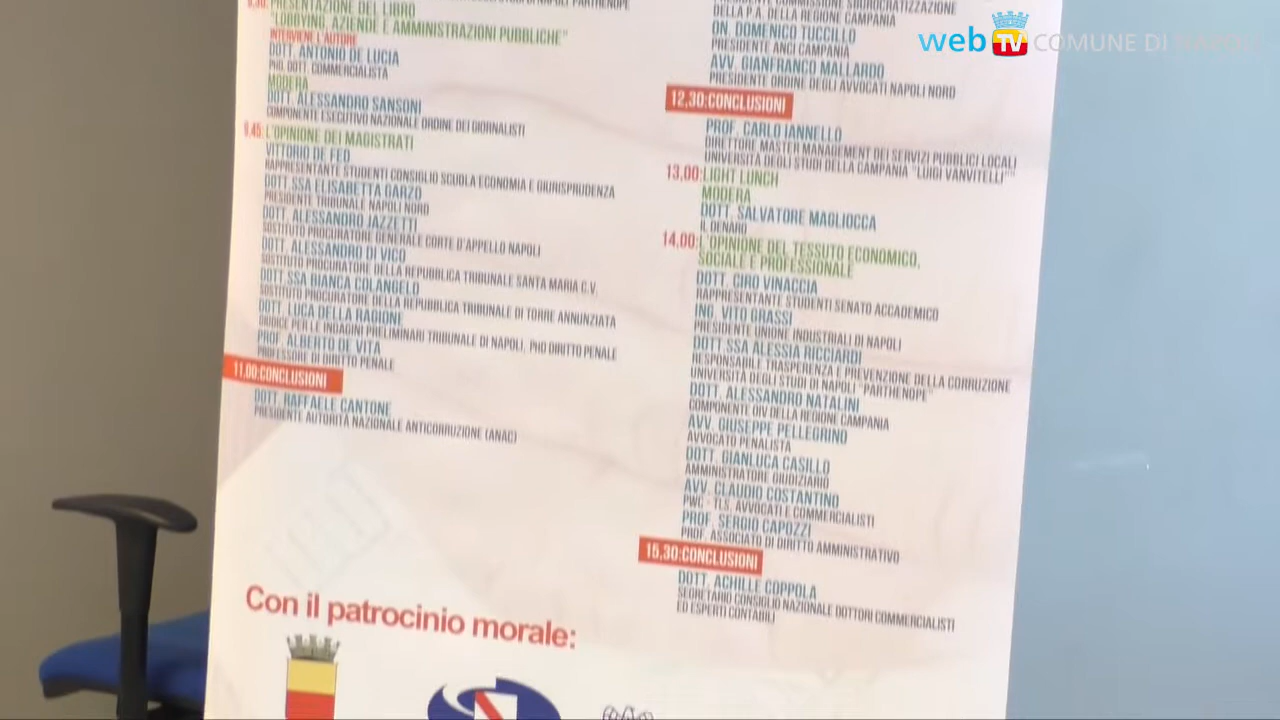 9,30: PRESENTAZIONE DEL LIBRO
"LOBBYING, AZIENDE E AMMINISTRAZIONI PUBBLICHE"
INTERVIENE L'AUTORE
DOTT. ANTONIO DE LUCIA
PHD, DOTT. COMMERCIALISTA
MODERA
DOTT. ALESSANDRO SANSONI
COMPONENTE ESECUTIVO NAZIONALE ORDINE DEI GIORNALISTI
9,45: L'OPINIONE DEI MAGISTRATI
VITTORIO DE FEO
RAPPRESENTANTE STUDENTI CONSIGLIO SCUOLA ECONOMIA E GIURISPRUDENZA
DOTT.SSA ELISABETTA GARZO
PRESIDENTE TRIBUNALE NAPOLI NORD
DOTT. ALESSANDRO JAZZETTI
SOSTITUTO PROCURATORE GENERALE CORTE D'APPELLO NAPOLI
DOTT. ALESSANDRO DI VICO
SOSTITUTO PROCURATORE DELLA REPUBBLICA TRIBUNALE SANTA MARIA C.V.
DOTT.SSA BIANCA COLANGELO
SOSTITUTO PROCURATORE DELLA REPUBBLICA TRIBUNALE DI TORRE ANNUNZIATA
DOTT. LUCA DELLA RAGIONE
GIUDICE PER LE INDAGINI PRELIMINARI TRIBUNALE DI NAPOLI, PHD DIRITTO PENALE
PROF. ALBERTO DE VITA
PROFESSORE DI DIRITTO PENALE
11,00:CONCLUSIONI
DOTT. RAFFAELE CANTONE
PRESIDENTE AUTORITÀ NAZIONALE ANTICORRUZIONE (ANAC)
PRESIDENTE COMMISSIONE SBUROCRATIZZAZIONE
DELLA P.A. DELLA REGIONE CAMPANIA
ON. DOMENICO TUCCILLO
PRESIDENTE ANCI CAMPANIA
AVV. GIANFRANCO MALLARDO
PRESIDENTE ORDINE DEGLI AVVOCATI NAPOLI NORD
12,30:CONCLUSIONI
PROF. CARLO IANNELLO
DIRETTORE MASTER MANAGEMENT DEI SERVIZI PUBBLICI LOCALI
UNIVERSITÀ DEGLI STUDI DELLA CAMPANIA "LUIGI VANVITELLI"
13,00:LIGHT LUNCH
MODERA
DOTT. SALVATORE MAGLIOCCA
IL DENARO
14,00:L'OPINIONE DEL TESSUTO ECONOMICO,
SOCIALE E PROFESSIONALE
DOTT. CIRO VINACCIA
RAPPRESENTANTE STUDENTI SENATO ACCADEMICO
ING. VITO GRASSI
PRESIDENTE UNIONE INDUSTRIALI DI NAPOLI
DOTT.SSA ALESSIA RICCIARDI
RESPONSABILE TRASPARENZA E PREVENZIONE DELLA CORRUZIONE
UNIVERSITÀ DEGLI STUDI DI NAPOLI "PARTHENOPE"
DOTT. ALESSANDRO NATALINI
COMPONENTE OIV DELLA REGIONE CAMPANIA
AVV. GIUSEPPE PELLEGRINO
AVVOCATO PENALISTA
DOTT. GIANLUCA CASILLO
AMMINISTRATORE GIUDIZIARIO
AVV. CLAUDIO COSTANTINO
PWC - TLS, AVVOCATI E COMMERCIALISTI
PROF. SERGIO CAPOZZI
PROF. ASSOCIATO DI DIRITTO AMMINISTRATIVO
15,30:CONCLUSIONI
DOTT. ACHILLE COPPOLA
SEGRETARIO CONSIGLIO NAZIONALE DOTTORI COMMERCIALISTI
ED ESPERTI CONTABILI
Con il patrocinio morale:
web TV COMUNE DI NAPOLI